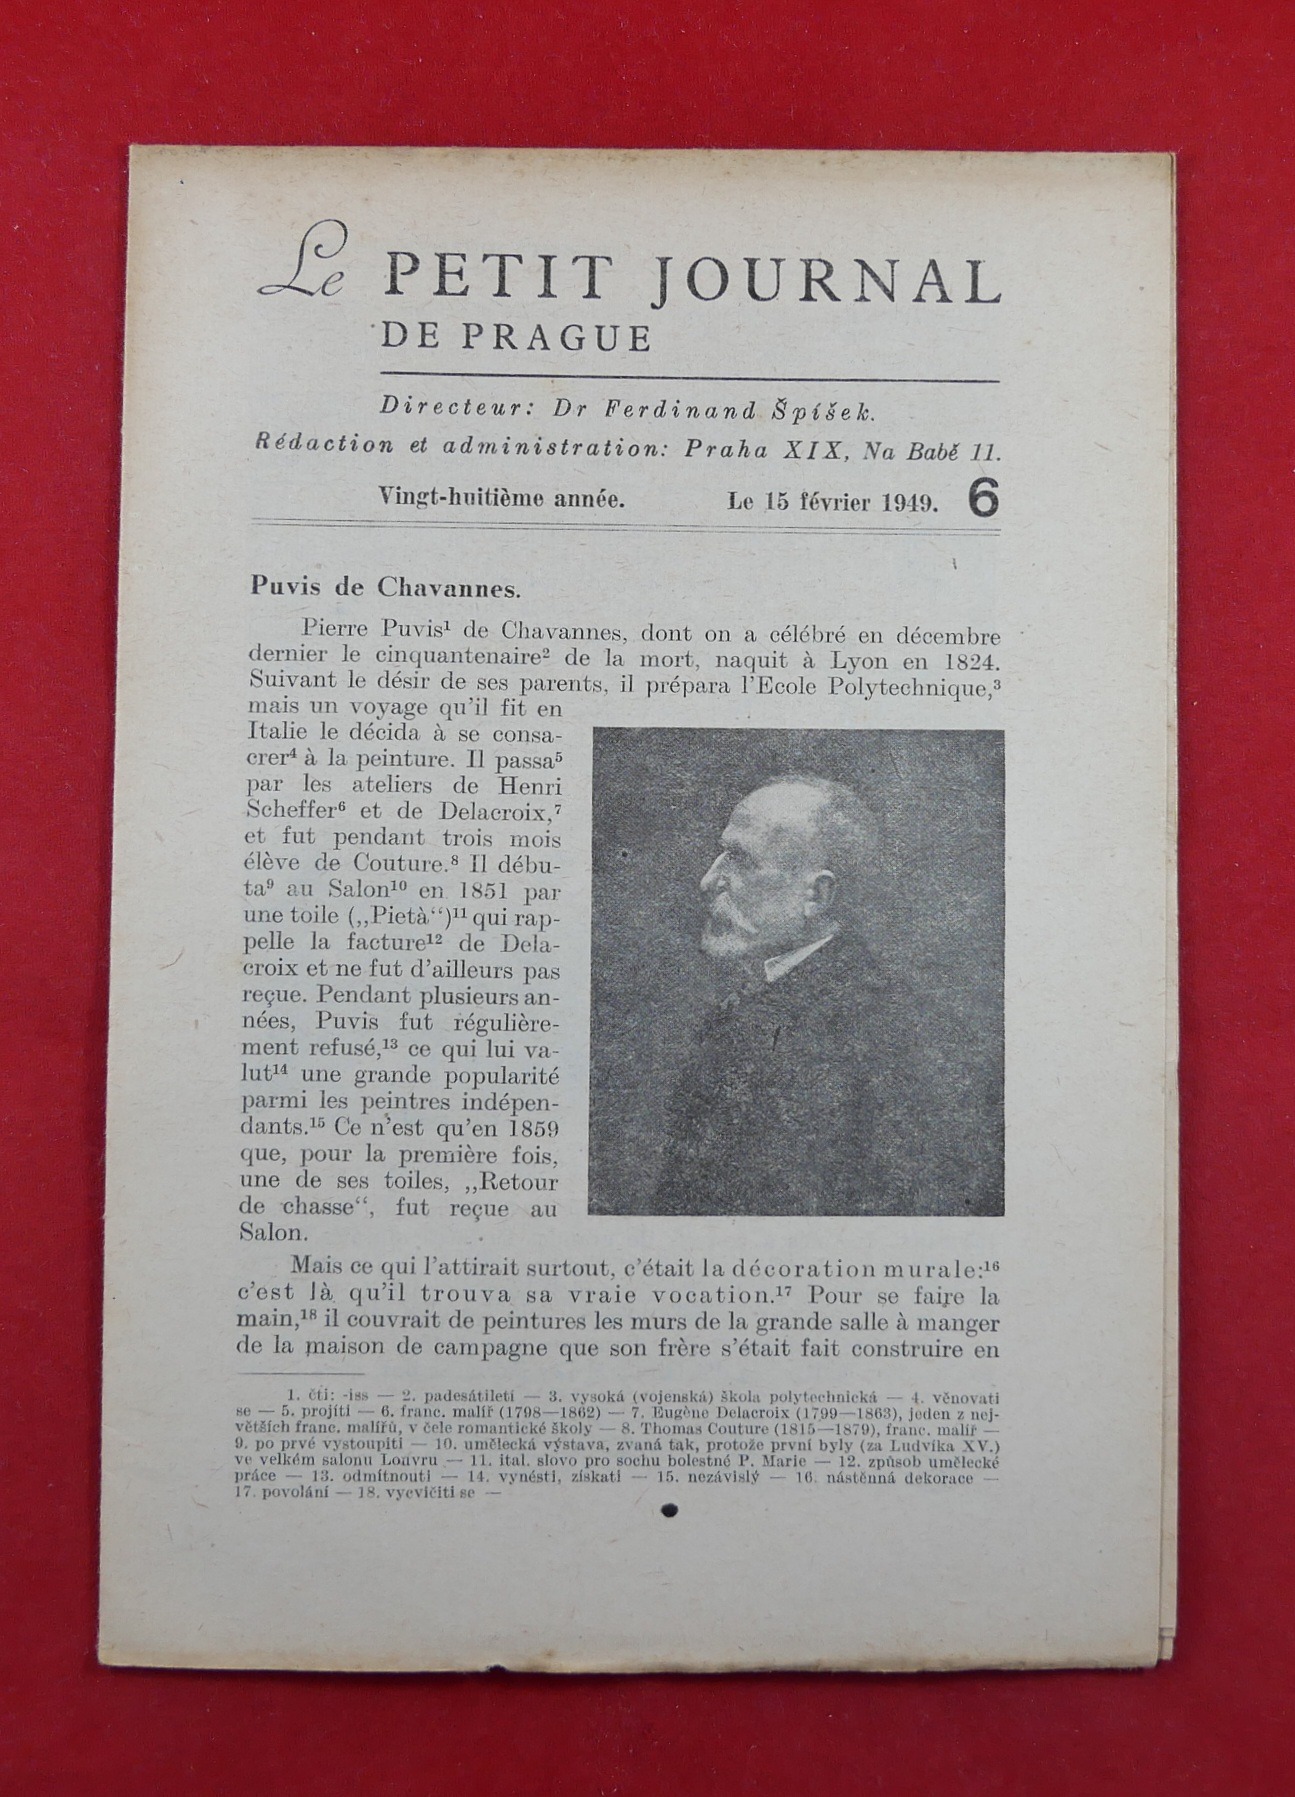 Le PETIT JOURNAL
DE PRAGUE
Directeur: Dr Ferdinand Špíšek.
Rédaction et administration: Praha XIX, Na Babě 11.
Vingt-huitième année. Le 15 février 1949. 6
Puvis de Chavannes.
Pierre Puvis¹ de Chavannes, dont on a célébré en décembre
dernier le cinquantenaire² de la mort, naquit à Lyon en 1824.
Suivant le désir de ses parents, il prépara l'Ecole Polytechnique,³
mais un voyage qu'il fit en
Italie le décida à se consa-
crer⁴ à la peinture. Il passa⁵
par les ateliers de Henri
Scheffer⁶ et de Delacroix,⁷
et fut pendant trois mois
élève de Couture.⁸ Il débu-
ta⁹ au Salon¹⁰ en 1851 par
une toile („Pietà“)¹¹ qui rap-
pelle la facture¹² de Dela-
croix et ne fut d'ailleurs pas
reçue. Pendant plusieurs an-
nées, Puvis fut régulière-
ment refusé,¹³ ce qui lui va-
lut¹⁴ une grande popularité
parmi les peintres indépen-
dants.¹⁵ Ce n'est qu'en 1859
que, pour la première fois,
une de ses toiles, „Retour
de chasse“, fut reçue au
Salon.
Mais ce qui l'attirait surtout, c'était la décoration murale:¹⁶
c'est là qu'il trouva sa vraie vocation.¹⁷ Pour se faire la
main,¹⁸ il couvrait de peintures les murs de la grande salle à manger
de la maison de campagne que son frère s'était fait construire en
1. čti: -iss — 2. padesátiletí — 3. vysoká (vojenská) škola polytechnická — 4. věnovati
se — 5. projíti — 6. franc. malíř (1798—1862) — 7. Eugène Delacroix (1799—1863), jeden z nej-
větších franc. malířů, v čele romantické školy — 8. Thomas Couture (1815—1879), franc. malíř —
9. po prvé vystoupiti — 10. umělecká výstava, zvaná tak, protože první byly (za Ludvíka XV.)
ve velkém salonu Louvru — 11. ital. slovo pro sochu bolestné P. Marie — 12. způsob umělecké
práce — 13. odmítnouti — 14. vynésti, získati — 15. nezávislý — 16. nástěnná dekorace —
17. povolání — 18. vycvičiti se —